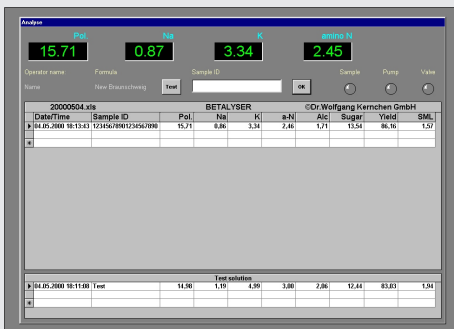 Analyse
Pol. Na K amino N
15.71 0.87 3.34 2.45
Operator name Formula Sample ID Sample Pump Valve
Name New Braunschweig Test OK
20000504.xls BETALYSER ©Dr.Wolfgang Kernchen GmbH
Date/Time Sample ID Pol. Na K a-N Alc Sugar Yield SML
04.05.2000 18:13:43 12345678901234567890 15,71 0,86 3,34 2,46 1,71 13,54 86,16 1,57
Test solution
04.05.2000 18:11:08 Test 14,98 1,19 4,99 3,00 2,06 12,44 83,03 1,94